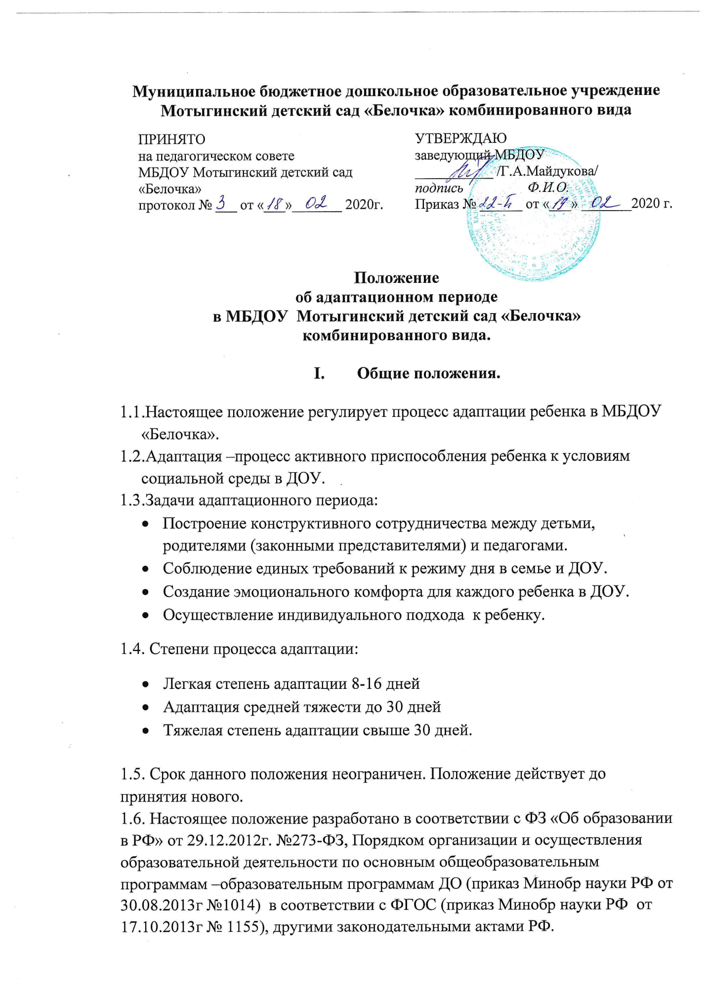 Муниципальное бюджетное дошкольное образовательное учреждение
Мотыгинский детский сад «Белочка» комбинированного вида
ПРИНЯТО
на педагогическом совете
МБДОУ Мотыгинский детский сад
«Белочка»
протокол № 3 от «18» 02 2020г.
УТВЕРЖДАЮ
заведующий МБДОУ
/Г.А.Майдукова/
подпись Ф.И.О.
Приказ № 22-П от «19» 02 2020 г.
Положение
об адаптационном периоде
в МБДОУ Мотыгинский детский сад «Белочка»
комбинированного вида.
I. Общие положения.
1.1.Настоящее положение регулирует процесс адаптации ребенка в МБДОУ
«Белочка».
1.2.Адаптация –процесс активного приспособления ребенка к условиям
социальной среды в ДОУ.
1.3.Задачи адаптационного периода:
• Построение конструктивного сотрудничества между детьми,
родителями (законными представителями) и педагогами.
• Соблюдение единых требований к режиму дня в семье и ДОУ.
• Создание эмоционального комфорта для каждого ребенка в ДОУ.
• Осуществление индивидуального подхода к ребенку.
1.4. Степени процесса адаптации:
• Легкая степень адаптации 8-16 дней
• Адаптация средней тяжести до 30 дней
• Тяжелая степень адаптации свыше 30 дней.
1.5. Срок данного положения неограничен. Положение действует до
принятия нового.
1.6. Настоящее положение разработано в соответствии с ФЗ «Об образовании
в РФ» от 29.12.2012г. №273-ФЗ, Порядком организации и осуществления
образовательной деятельности по основным общеобразовательным
программам –образовательным программам ДО (приказ Минобр науки РФ от
30.08.2013г №1014) в соответствии с ФГОС (приказ Минобр науки РФ от
17.10.2013г № 1155), другими законодательными актами РФ.